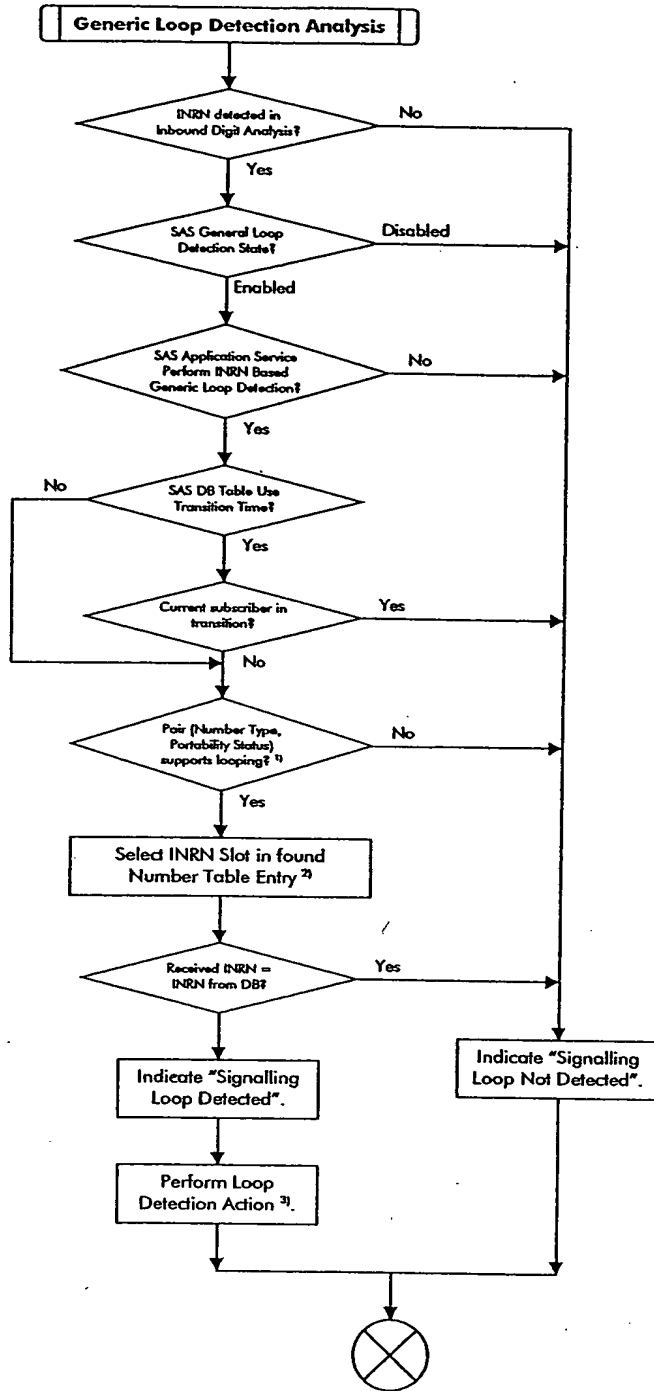 Generic Loop Detection Analysis
INRN detected in
Inbound Digit Analysis?
No
Yes
SAS General Loop
Detection State?
Disabled
Enabled
SAS Application Service
Perform INRN Based
Generic Loop Detection?
No
Yes
No
SAS DB Table Use
Transition Time?
Yes
Current subscriber in
transition?
Yes
No
Pair (Number Type,
Portability Status)
supports looping? 1)
No
Yes
Select INRN Slot in found
Number Table Entry 2)
Received INRN =
INRN from DB?
Yes
Indicate "Signalling
Loop Detected".
Indicate "Signalling
Loop Not Detected".
Perform Loop
Detection Action 3).